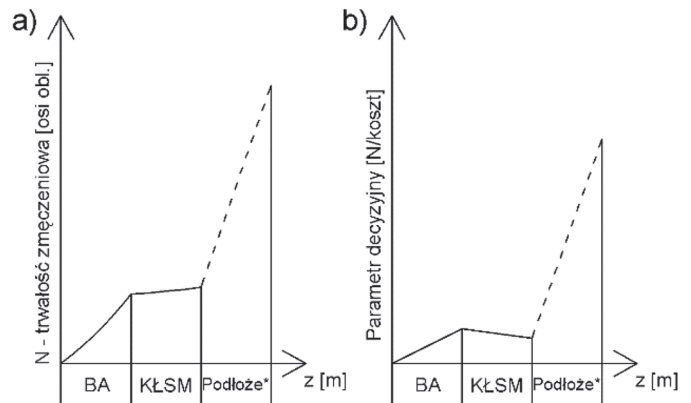 a)
N - trwałość zmęczeniowa [osi obl.]
BA
KŁSM
Podłoże*
z [m]
b)
Parametr decyzyjny [N/koszt]
BA
KŁSM
Podłoże*
z [m]